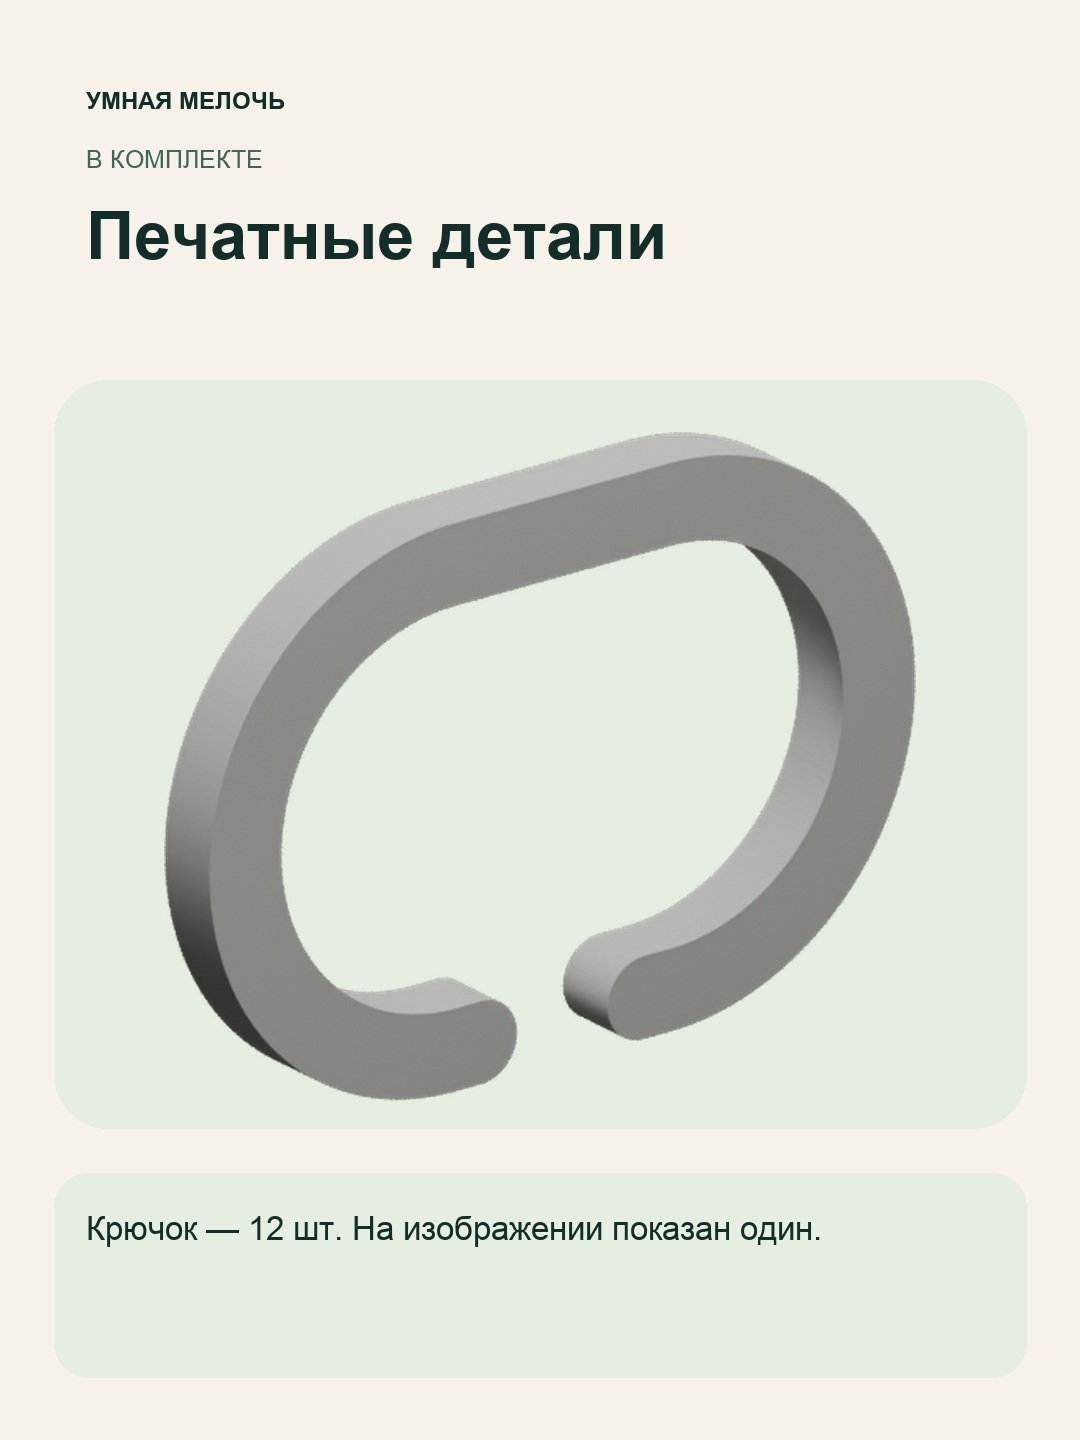 УМНАЯ МЕЛОЧЬ
В КОМПЛЕКТЕ
Печатные детали
Крючок — 12 шт. На изображении показан один.